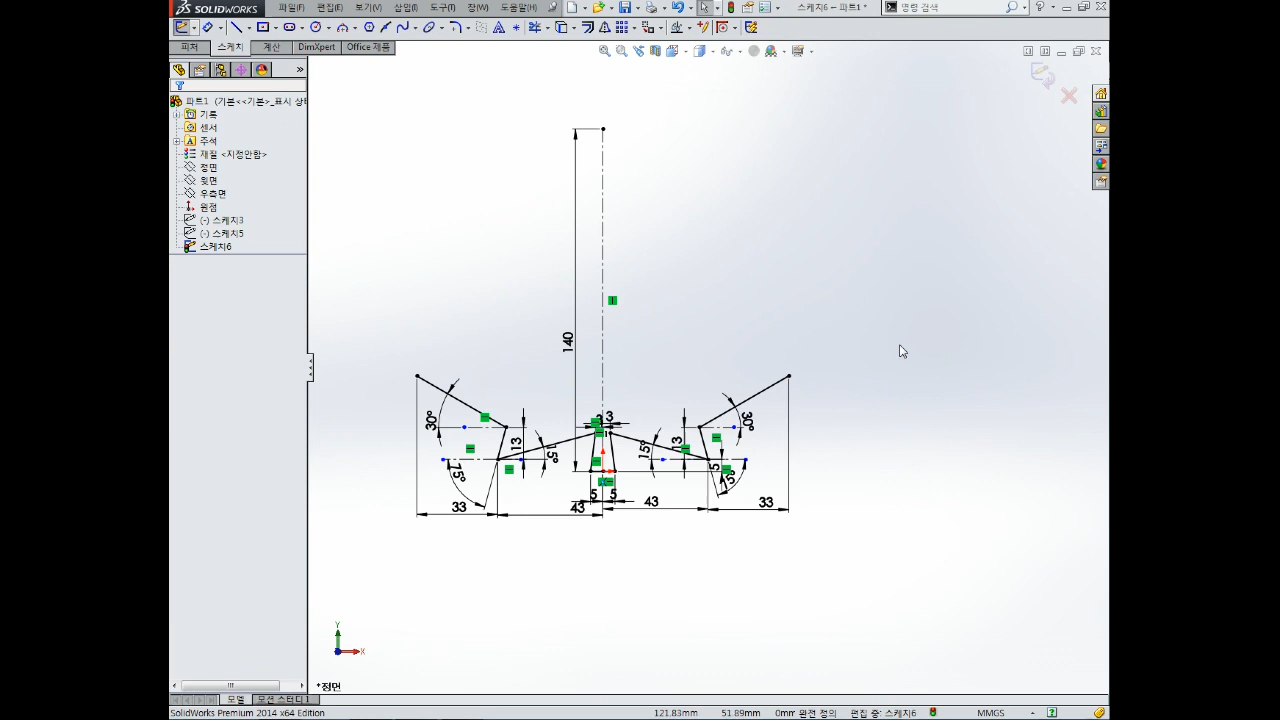 SOLIDWORKS 파일(F) 편집(E) 보기(V) 삽입(I) 도구(T) 창(W) 도움말(H) 스케치6 ← 파트1 * 명령 검색
피처 스케치 계산 DimXpert Office 제품
파트1 (기본<<기본>_표시 상태
기록
센서
주석
재질 <지정안함>
정면
윗면
우측면
원점
(-) 스케치3
(-) 스케치5
스케치6
140
3
30°
13
15°
75°
5
5
33
43
15°
13
30°
5
75°
43
33
Y
X
*정면
모델 모션 스터디 1
SolidWorks Premium 2014 x64 Edition 121.83mm 51.89mm 0mm 완전 정의 편집 중: 스케치6 MMGS